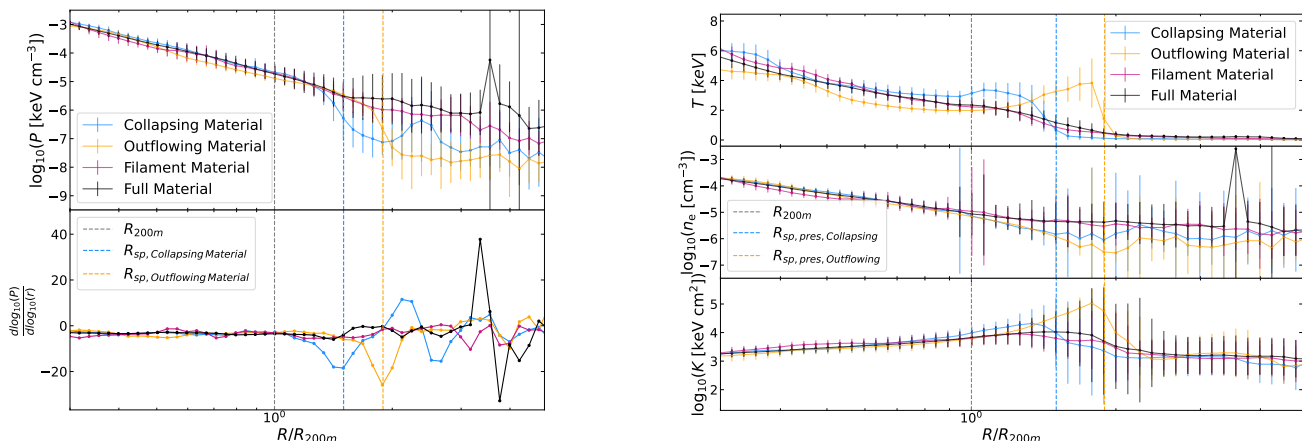 log10(P [keV cm−3)
−3
−4
−5
−6
−7
−8
−9
Collapsing Material
Outflowing Material
Filament Material
Full Material
dlog10(P)
dlog10(r)
40
20
0
−20
R200m
Rsp, Collapsing Material
Rsp, Outflowing Material
10^0
R/R200m
T [keV]
8
6
4
2
0
Collapsing Material
Outflowing Material
Filament Material
Full Material
log10(ne [cm−3)
−3
−4
−5
−6
−7
R200m
Rsp, pres, Collapsing
Rsp, pres, Outflowing
log10(K [keV cm2]
5
4
3
2
10^0
R/R200m